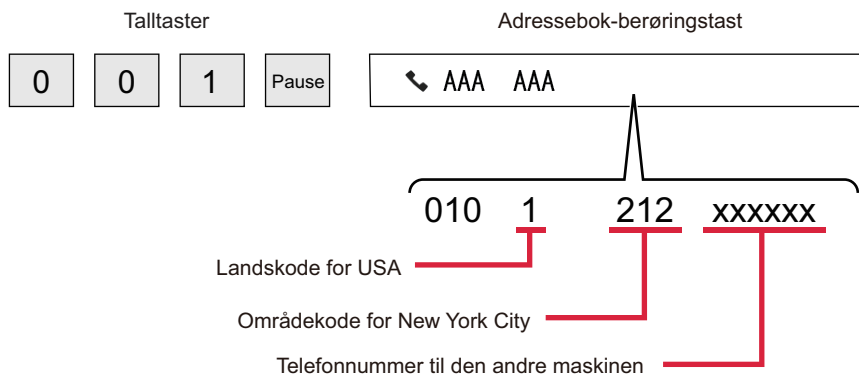 Talltaster Adressebok-berøringstast
0 0 1 Pause AAA AAA
010 1 212 xxxxxx
Landskode for USA
Områdekode for New York City
Telefonnummer til den andre maskinen